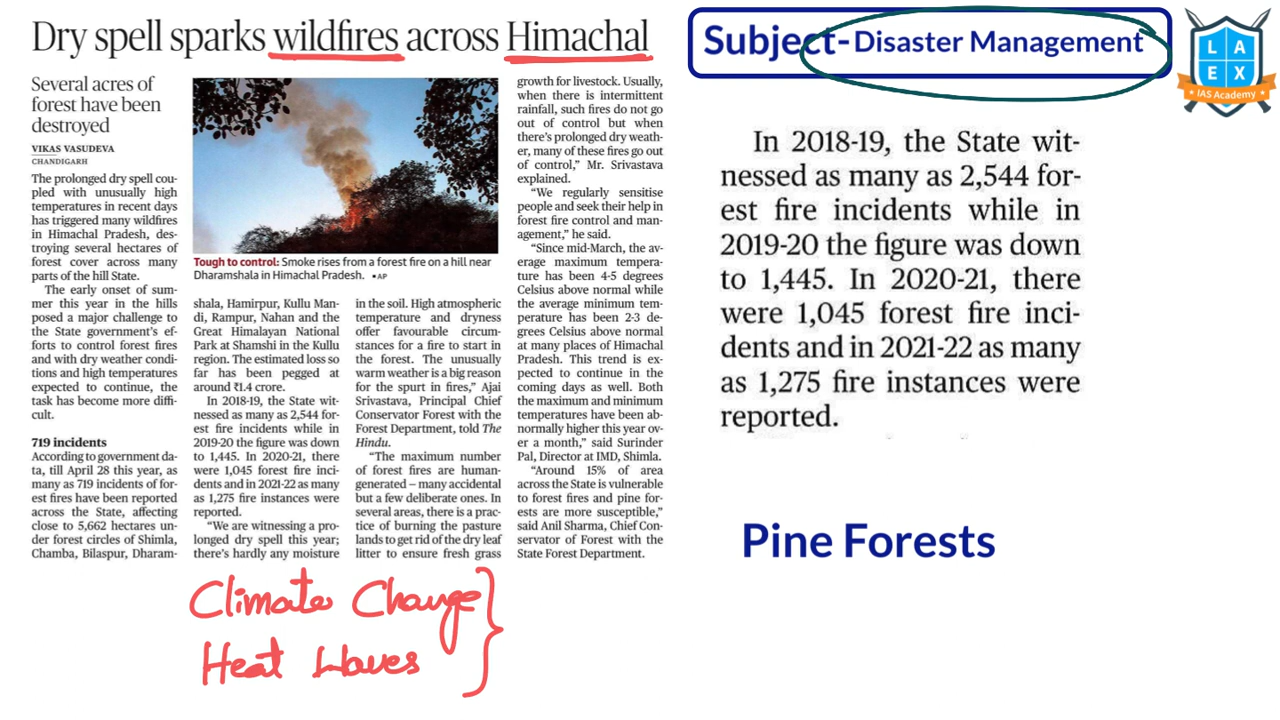 Dry spell sparks wildfires across Himachal
Several acres of
forest have been
destroyed
VIKAS VASUDEVA
CHANDIGARH
The prolonged dry spell cou-
pled with unusually high
temperatures in recent days
has triggered many wildfires
in Himachal Pradesh, des-
troying several hectares of
forest cover across many
parts of the hill State.
The early onset of sum-
mer this year in the hills
posed a major challenge to
the State government's ef-
forts to control forest fires
and with dry weather condi-
tions and high temperatures
expected to continue, the
task has become more diffi-
cult.
719 incidents
According to government da-
ta, till April 28 this year, as
many as 719 incidents of for-
est fires have been reported
across the State, affecting
close to 5,662 hectares un-
der forest circles of Shimla,
Chamba, Bilaspur, Dharam-
Tough to control: Smoke rises from a forest fire on a hill near
Dharamshala in Himachal Pradesh. •AP
shala, Hamirpur, Kullu Man-
di, Rampur, Nahan and the
Great Himalayan National
Park at Shamshi in the Kullu
region. The estimated loss so
far has been pegged at
around ₹1.4 crore.
In 2018-19, the State wit-
nessed as many as 2,544 for-
est fire incidents while in
2019-20 the figure was down
to 1,445. In 2020-21, there
were 1,045 forest fire inci-
dents and in 2021-22 as many
as 1,275 fire instances were
reported.
"We are witnessing a pro-
longed dry spell this year;
there's hardly any moisture
in the soil. High atmospheric
temperature and dryness
offer favourable circum-
stances for a fire to start in
the forest. The unusually
warm weather is a big reason
for the spurt in fires," Ajai
Srivastava, Principal Chief
Conservator Forest with the
Forest Department, told The
Hindu.
"The maximum number
of forest fires are human-
generated – many accidental
but a few deliberate ones. In
several areas, there is a prac-
tice of burning the pasture
lands to get rid of the dry leaf
litter to ensure fresh grass
growth for livestock. Usually,
when there is intermittent
rainfall, such fires do not go
out of control but when
there's prolonged dry weath-
er, many of these fires go out
of control," Mr. Srivastava
explained.
"We regularly sensitise
people and seek their help in
forest fire control and man-
agement," he said.
"Since mid-March, the av-
erage maximum tempera-
ture has been 4-5 degrees
Celsius above normal while
the average minimum tem-
perature has been 2-3 de-
grees Celsius above normal
at many places of Himachal
Pradesh. This trend is ex-
pected to continue in the
coming days as well. Both
the maximum and minimum
temperatures have been ab-
normally higher this year ov-
er a month," said Surinder
Pal, Director at IMD, Shimla.
"Around 15% of area
across the State is vulnerable
to forest fires and pine for-
ests are more susceptible,"
said Anil Sharma, Chief Con-
servator of Forest with the
State Forest Department.
Climate Change
Heat Waves
Subject-Disaster Management
L A
E X
IAS Academy
In 2018-19, the State wit-
nessed as many as 2,544 for-
est fire incidents while in
2019-20 the figure was down
to 1,445. In 2020-21, there
were 1,045 forest fire inci-
dents and in 2021-22 as many
as 1,275 fire instances were
reported.
Pine Forests